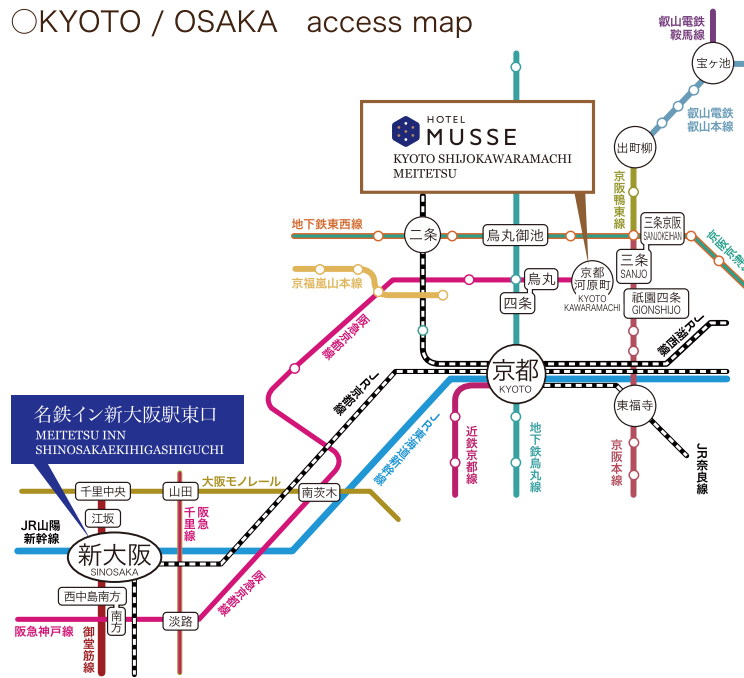 ○KYOTO / OSAKA access map
叡山電鉄
鞍馬線
宝ヶ池
叡山電鉄
叡山本線
出町柳
HOTEL
MUSSE
KYOTO SHIJOKAWARAMACHI
MEITETSU
京阪鴨東線
地下鉄東西線
二条
烏丸御池
三条京阪
SANJOKEIHAN
京阪京津
三条
SANJO
京福嵐山本線
烏丸
四条
京都
河原町
KYOTO
KAWARAMACHI
祇園四条
GIONSHIJO
阪急京都線
JR湖西線
JR京都線
京都
KYOTO
東福寺
名鉄イン新大阪駅東口
MEITETSU INN
SHINOSAKAEKIHIGASHIGUCHI
JR東海道新幹線
近鉄京都線
地下鉄烏丸線
京阪本線
JR奈良線
大阪モノレール
千里中央
山田
南茨木
江坂
阪急
千里線
JR山陽
新幹線
新大阪
SINOSAKA
西中島南方
南方
阪急京都線
淡路
阪急神戸線
御堂筋線